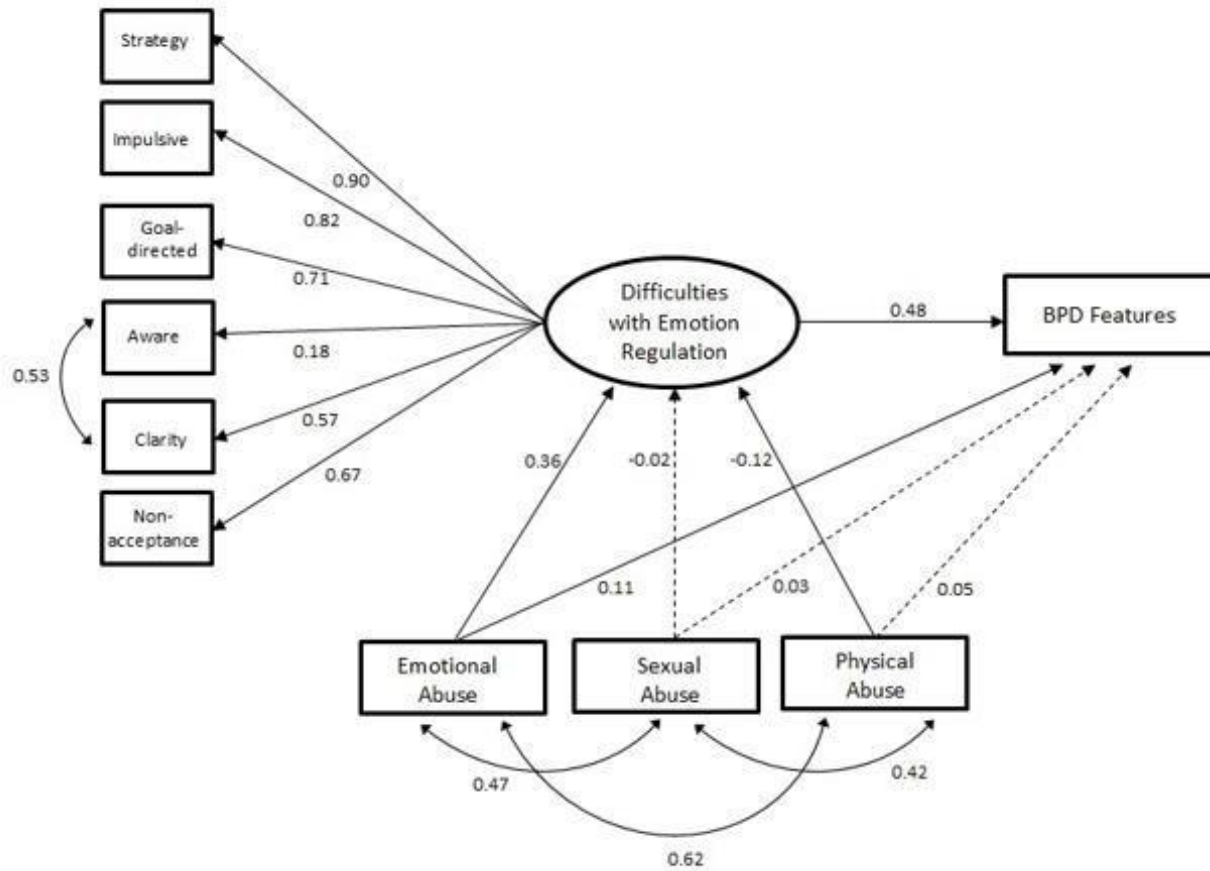 Strategy
Impulsive
0.90
0.82
Goal-
directed
0.71
Difficulties
with Emotion
Regulation
0.48
BPD Features
Aware
0.18
0.53
Clarity
0.57
0.67
0.36
-0.02
-0.12
Non-
acceptance
0.11
0.03
0.05
Emotional
Abuse
Sexual
Abuse
Physical
Abuse
0.47
0.42
0.62